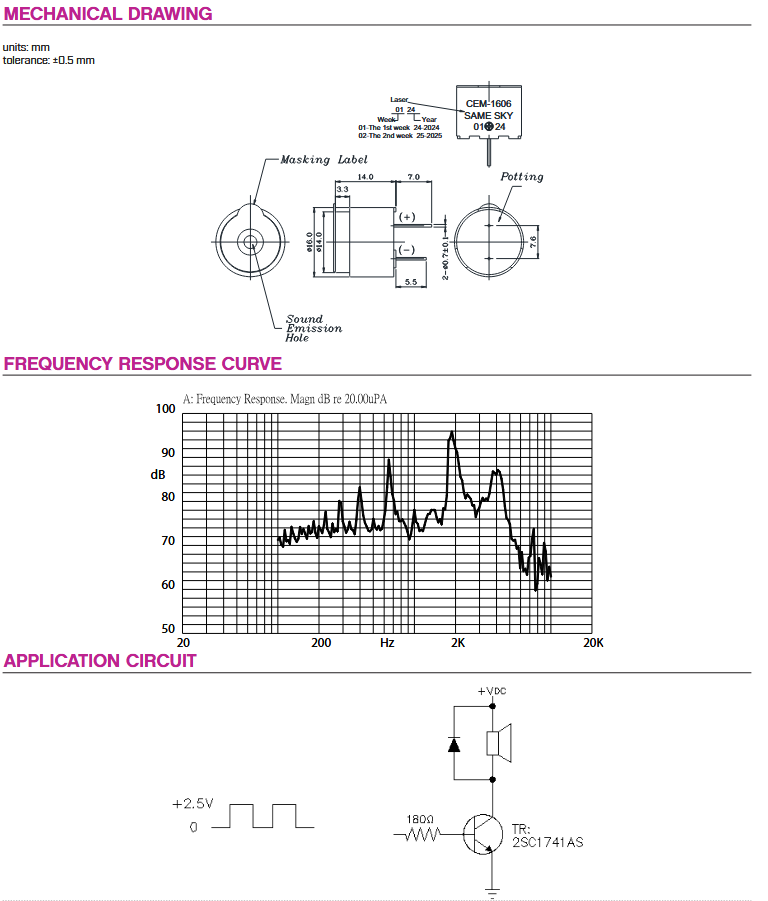 MECHANICAL DRAWING
units: mm
tolerance: ±0.5 mm
Laser
01 24
Week Year
01-The 1st week 24-2024
02-The 2nd week 25-2025
CEM-1606
SAME SKY
01 24
Masking Label
14.0 7.0
3.3
(+)
(-)
ø16.0
ø14.0
5.5
2-ø0.7±0.1
Potting
7.6
Sound
Emission
Hole
FREQUENCY RESPONSE CURVE
A: Frequency Response. Magn dB re 20.00uPA
100
90
dB
80
70
60
50
20 200 Hz 2K 20K
APPLICATION CIRCUIT
+VDC
+2.5V
0
180Ω
TR:
2SC1741AS